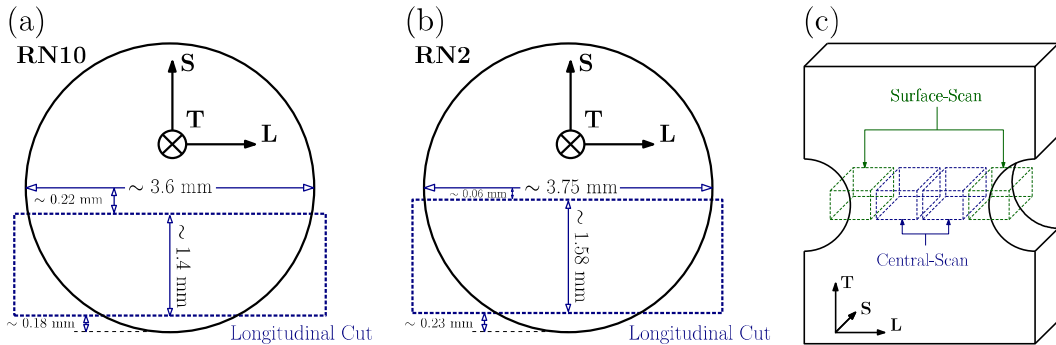 (a)
RN10
S
T
L
~ 3.6 mm
~ 0.22 mm
~ 1.4 mm
~ 0.18 mm
Longitudinal Cut
(b)
RN2
S
T
L
~ 3.75 mm
~ 0.06 mm
~ 1.58 mm
~ 0.23 mm
Longitudinal Cut
(c)
Surface-Scan
Central-Scan
T
S
L